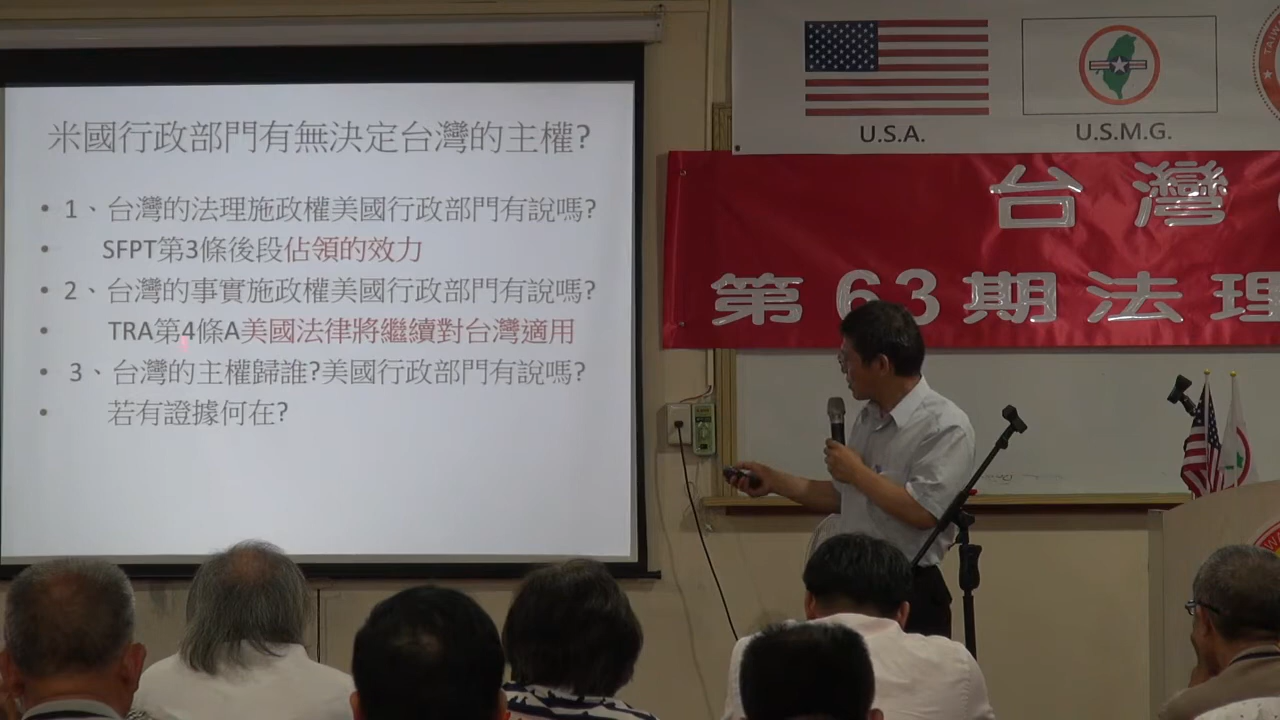 米國行政部門有無決定台灣的主權?
• 1、台灣的法理施政權美國行政部門有說嗎?
• SFPT第3條後段佔領的效力
• 2、台灣的事實施政權美國行政部門有說嗎?
• TRA第4條A美國法律將繼續對台灣適用
• 3、台灣的主權歸誰?美國行政部門有說嗎?
• 若有證據何在?
U.S.A.
U.S.M.G.
台灣
第63期法理